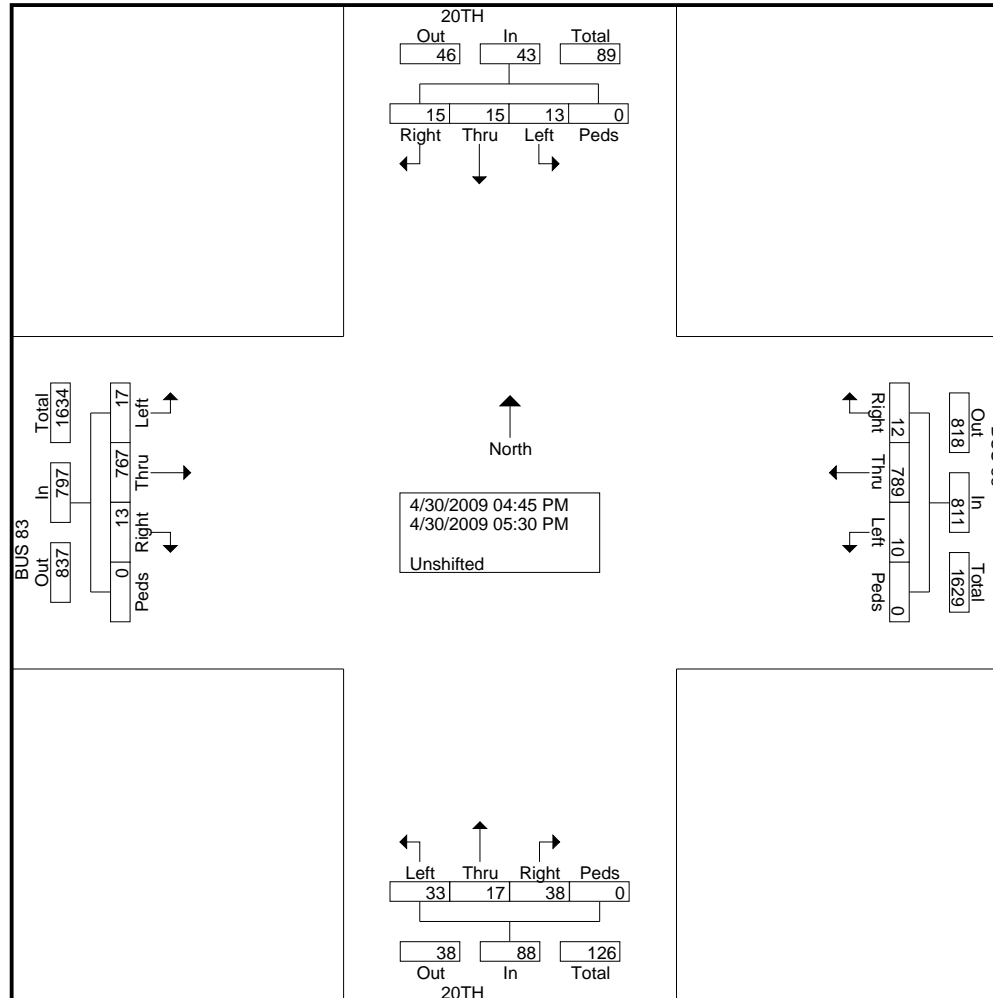 20TH
Out In Total
46 43 89
15 15 13 0
Right Thru Left Peds
BUS 83
Total In Out
1634 797 837
17 767 13 0
Left Thru Right Peds
North
4/30/2009 04:45 PM
4/30/2009 05:30 PM
Unshifted
Right Thru Left Peds
12 789 10 0
Out In Total
818 811 1629
Left Thru Right Peds
33 17 38 0
38 88 126
Out In Total
20TH